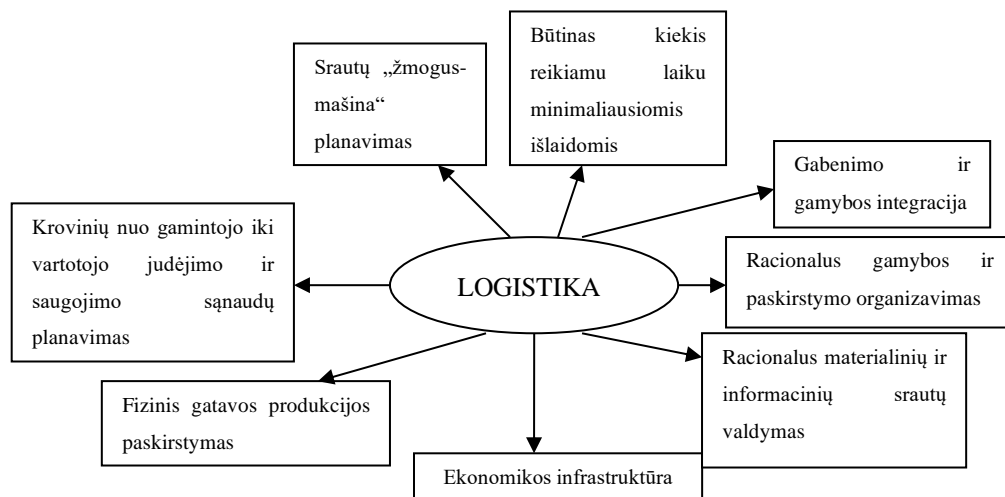 Srautų „žmogus-
mašina“
planavimas
Būtinas kiekis
reikiamu laiku
minimaliausiomis
išlaidomis
Gabenimo ir
gamybos integracija
Krovinių nuo gamintojo iki
vartotojo judėjimo ir
saugojimo sąnaudų
planavimas
LOGISTIKA
Racionalus gamybos ir
paskirstymo organizavimas
Racionalus materialinių ir
informacinių srautų
valdymas
Fizinis gatavos produkcijos
paskirstymas
Ekonomikos infrastruktūra